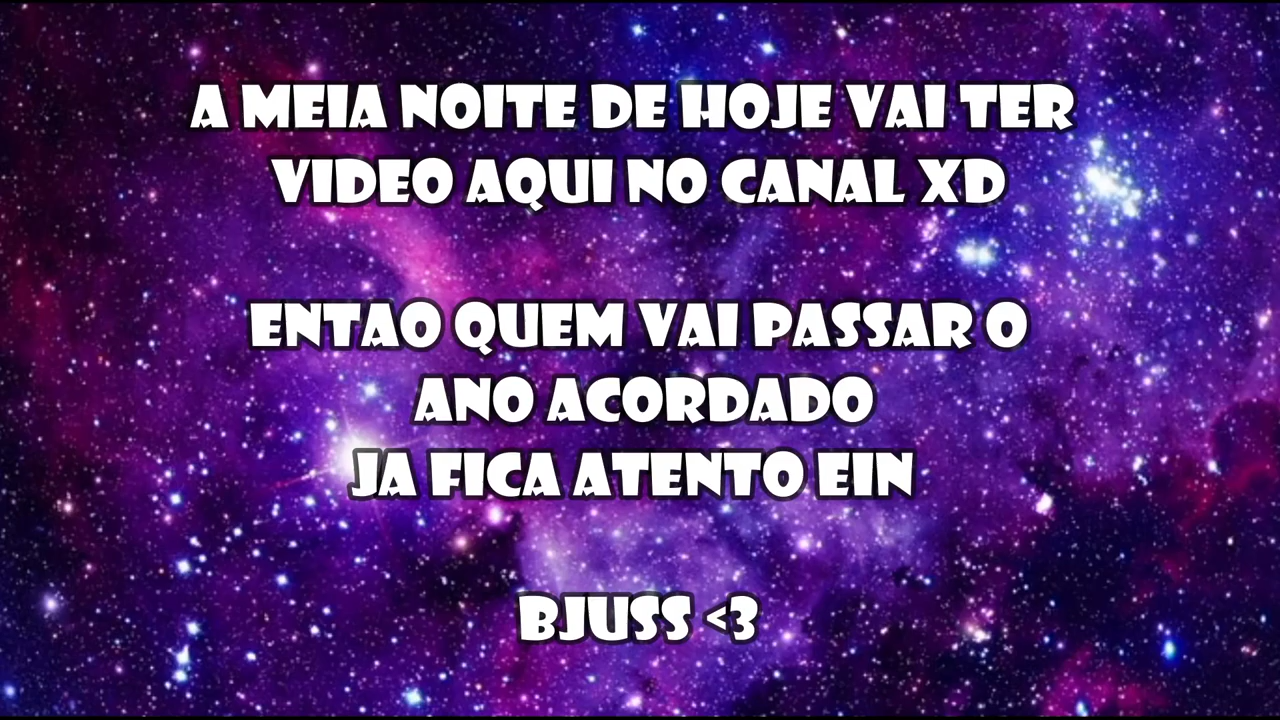 A MEIA NOITE DE HOJE VAI TER
VIDEO AQUI NO CANAL XD
ENTAO QUEM VAI PASSAR O
ANO ACORDADO
JA FICA ATENTO EIN
BJUSS <3